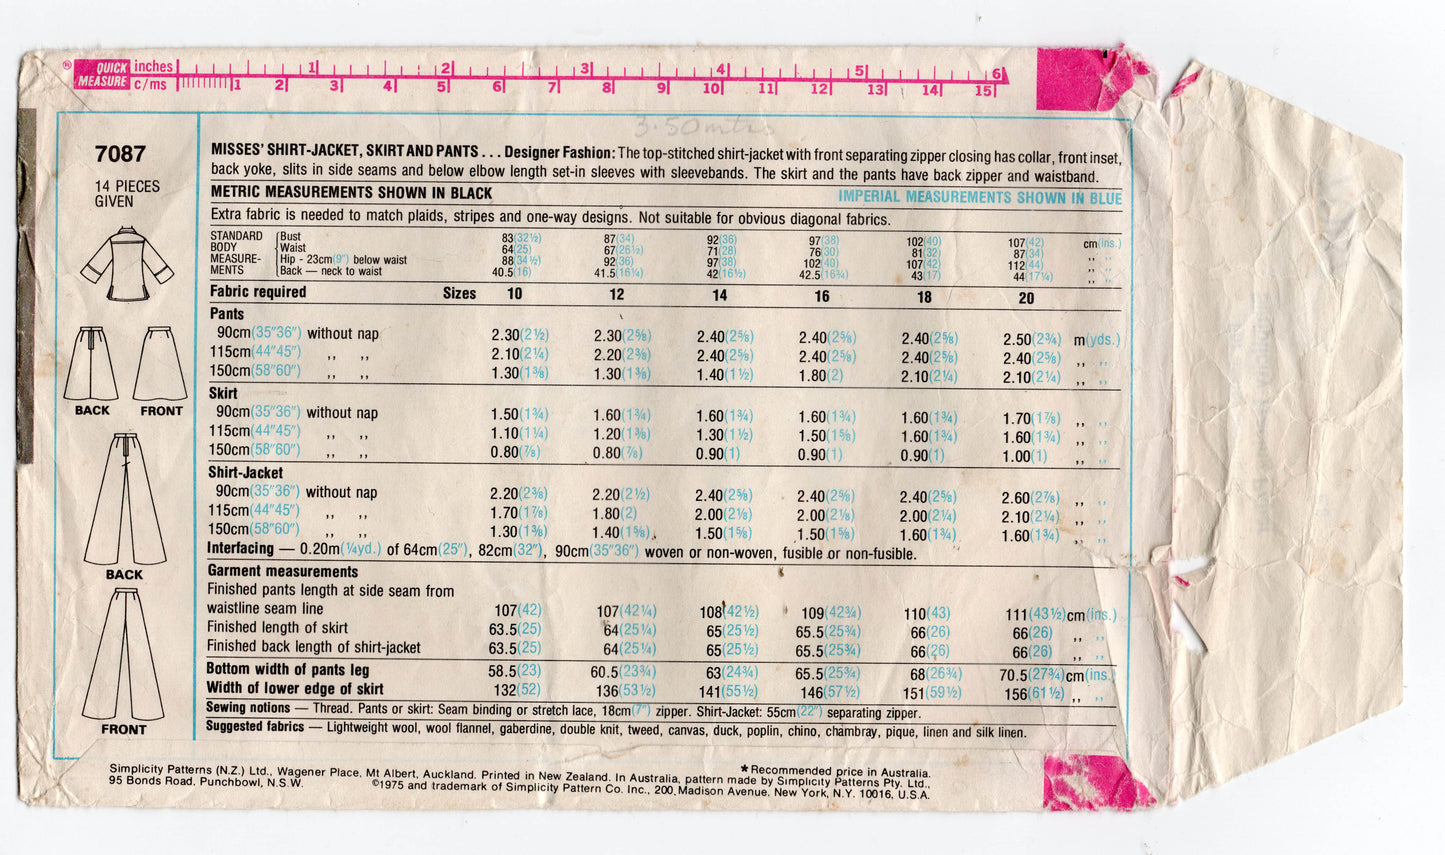 ® QUICK MEASURE inches 1 2 3 4 5 6
c/ms 1 2 3 4 5 6 7 8 9 10 11 12 13 14 15
3.50mtrs
7087
14 PIECES
GIVEN
BACK FRONT
BACK
FRONT
MISSES' SHIRT-JACKET, SKIRT AND PANTS . . . Designer Fashion: The top-stitched shirt-jacket with front separating zipper closing has collar, front inset,
back yoke, slits in side seams and below elbow length set-in sleeves with sleevebands. The skirt and the pants have back zipper and waistband.
METRIC MEASUREMENTS SHOWN IN BLACK IMPERIAL MEASUREMENTS SHOWN IN BLUE
Extra fabric is needed to match plaids, stripes and one-way designs. Not suitable for obvious diagonal fabrics.
STANDARD Bust 83(32½) 87(34) 92(36) 97(38) 102(40) 107(42) cm(ins.)
BODY Waist 64(25) 67(26½) 71(28) 76(30) 81(32) 87(34) ,, ,,
MEASURE- Hip - 23cm(9") below waist 88(34½) 92(36) 97(38) 102(40) 107(42) 112(44) ,, ,,
MENTS Back — neck to waist 40.5(16) 41.5(16¼) 42(16½) 42.5(16¾) 43(17) 44(17¼) ,, ,,
Fabric required Sizes 10 12 14 16 18 20
Pants
90cm(35"36") without nap 2.30(2½) 2.30(2⅝) 2.40(2⅝) 2.40(2⅝) 2.40(2⅝) 2.50(2¾) m(yds.)
115cm(44"45") ,, ,, 2.10(2¼) 2.20(2⅜) 2.40(2⅝) 2.40(2⅝) 2.40(2⅝) 2.40(2⅝) ,, ,,
150cm(58"60") ,, ,, 1.30(1⅜) 1.30(1⅜) 1.40(1½) 1.80(2) 2.10(2¼) 2.10(2¼) ,, ,,
Skirt
90cm(35"36") without nap 1.50(1¾) 1.60(1¾) 1.60(1¾) 1.60(1¾) 1.60(1¾) 1.70(1⅞) ,, ,,
115cm(44"45") ,, ,, 1.10(1¼) 1.20(1⅜) 1.30(1½) 1.50(1⅝) 1.60(1¾) 1.60(1¾) ,, ,,
150cm(58"60") ,, ,, 0.80(⅞) 0.80(⅞) 0.90(1) 0.90(1) 0.90(1) 1.00(1) ,, ,,
Shirt-Jacket
90cm(35"36") without nap 2.20(2⅜) 2.20(2½) 2.40(2⅝) 2.40(2⅝) 2.40(2⅝) 2.60(2⅞) ,, ,,
115cm(44"45") ,, ,, 1.70(1⅞) 1.80(2) 2.00(2⅛) 2.00(2⅛) 2.00(2¼) 2.10(2¼) ,, ,,
150cm(58"60") ,, ,, 1.30(1⅜) 1.40(1⅝) 1.50(1⅝) 1.50(1⅝) 1.60(1¾) 1.60(1¾) ,, ,,
Interfacing — 0.20m(¼yd.) of 64cm(25"), 82cm(32"), 90cm(35"36") woven or non-woven, fusible or non-fusible.
Garment measurements
Finished pants length at side seam from
waistline seam line 107(42) 107(42¼) 108(42½) 109(42¾) 110(43) 111(43½)cm(ins.)
Finished length of skirt 63.5(25) 64(25¼) 65(25½) 65.5(25¾) 66(26) 66(26) ,, ,,
Finished back length of shirt-jacket 63.5(25) 64(25¼) 65(25½) 65.5(25¾) 66(26) 66(26) ,, ,,
Bottom width of pants leg 58.5(23) 60.5(23¾) 63(24¾) 65.5(25¾) 68(26¾) 70.5(27¾)cm(ins.)
Width of lower edge of skirt 132(52) 136(53½) 141(55½) 146(57½) 151(59½) 156(61½) ,, ,,
Sewing notions — Thread. Pants or skirt: Seam binding or stretch lace, 18cm(7") zipper. Shirt-Jacket: 55cm(22") separating zipper.
Suggested fabrics — Lightweight wool, wool flannel, gaberdine, double knit, tweed, canvas, duck, poplin, chino, chambray, pique, linen and silk linen.
Simplicity Patterns (N.Z.) Ltd., Wagener Place, Mt Albert, Auckland. Printed in New Zealand. In Australia, pattern made by Simplicity Patterns Pty. Ltd.,
95 Bonds Road, Punchbowl, N.S.W. ©1975 and trademark of Simplicity Pattern Co. Inc., 200 Madison Avenue. New York, N.Y. 10016, U.S.A.
*Recommended price in Australia.